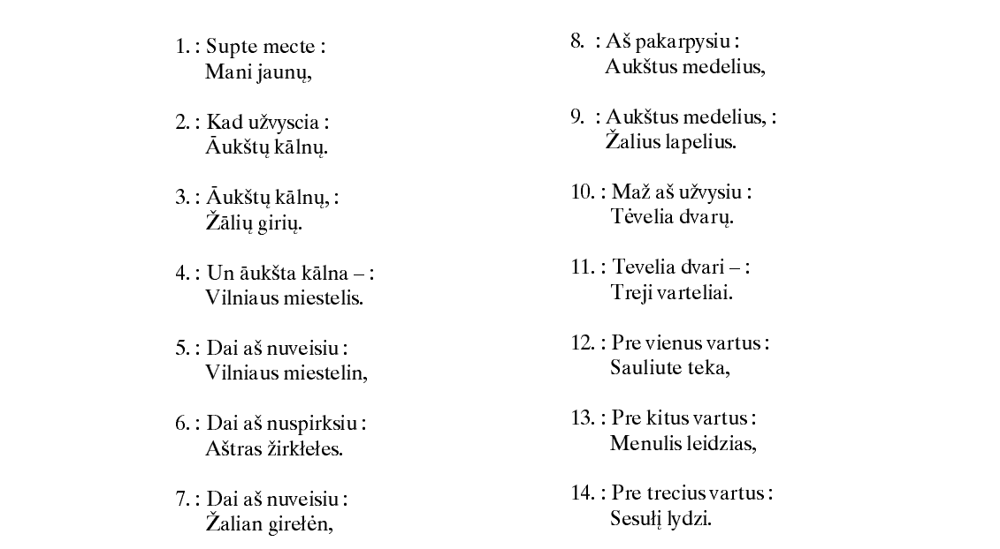 1. : Supte mecte :
Mani jaunų,
2. : Kad užvyscia :
Āukštų kālnų.
3. : Āukštų kālnų, :
Žālių girių.
4. : Un āukšta kālna – :
Vilniaus miestelis.
5. : Dai aš nuveisiu :
Vilniaus miestelin,
6. : Dai aš nuspirksiu :
Aštras žirkłełes.
7. : Dai aš nuveisiu :
Žalian girełėn,
8. : Aš pakarpysiu :
Aukštus medelius,
9. : Aukštus medelius, :
Žalius lapelius.
10. : Maž aš užvysiu :
Tėvelia dvarų.
11. : Tevelia dvari – :
Treji varteliai.
12. : Pre vienus vartus :
Sauliute teka,
13. : Pre kitus vartus :
Menulis leidzias,
14. : Pre trecius vartus :
Sesułį lydzi.